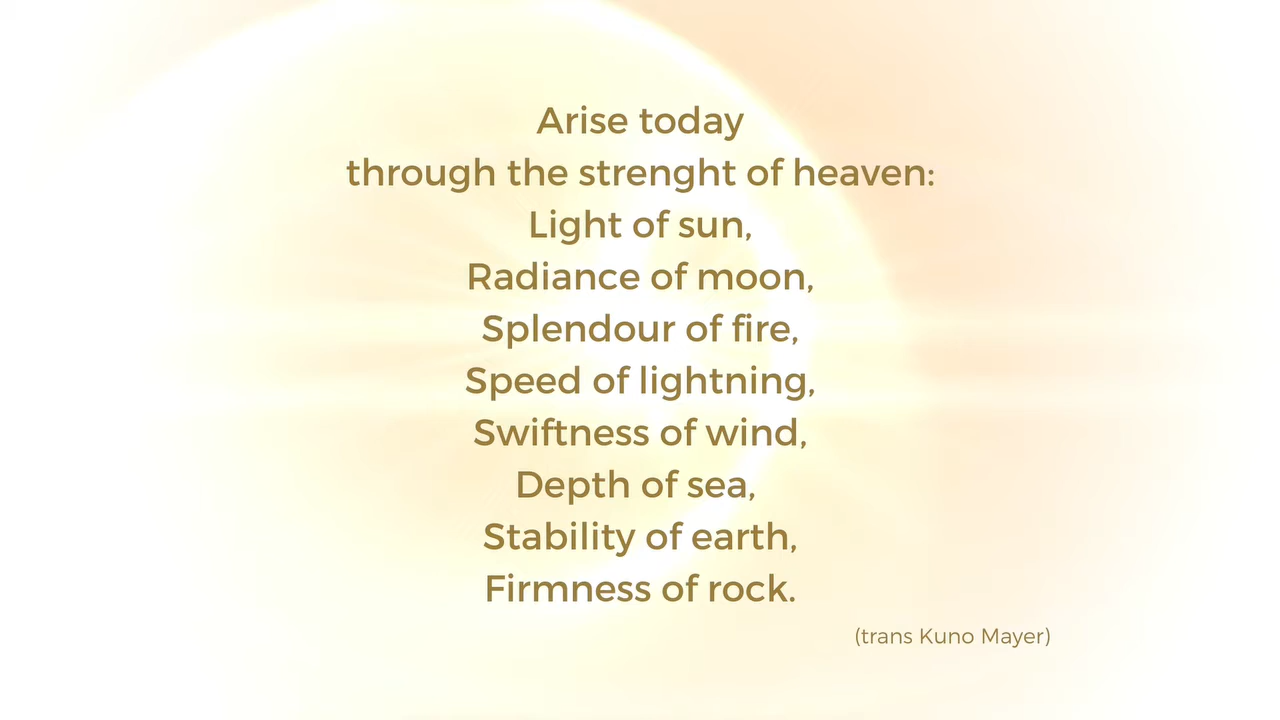 Arise today
through the strenght of heaven:
Light of sun,
Radiance of moon,
Splendour of fire,
Speed of lightning,
Swiftness of wind,
Depth of sea,
Stability of earth,
Firmness of rock.
(trans Kuno Mayer)